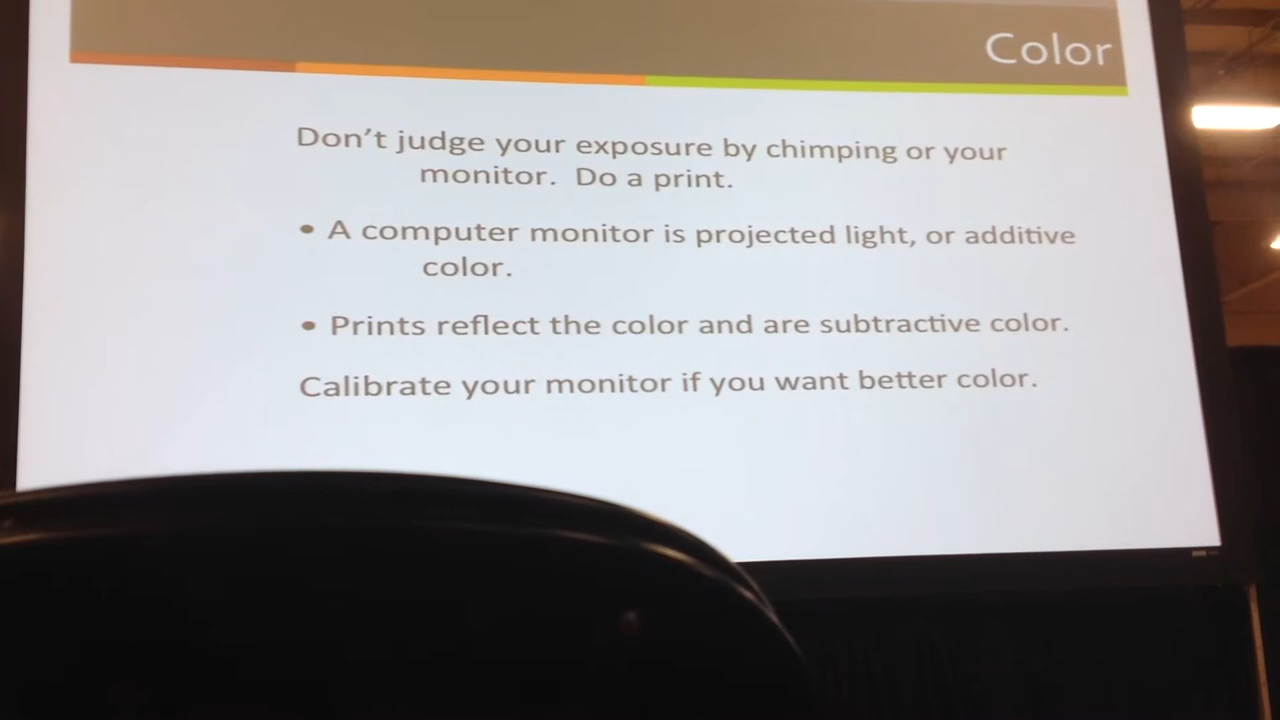 Color
Don't judge your exposure by chimping or your
monitor. Do a print.
• A computer monitor is projected light, or additive
color.
• Prints reflect the color and are subtractive color.
Calibrate your monitor if you want better color.